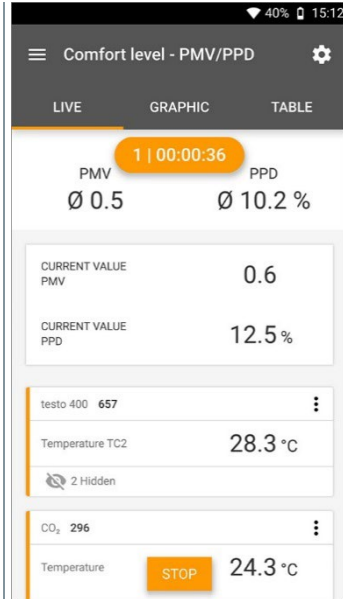 40% 15:12
Comfort level - PMV/PPD
LIVE GRAPHIC TABLE
1 | 00:00:36
PMV PPD
Ø 0.5 Ø 10.2 %
CURRENT VALUE
PMV 0.6
CURRENT VALUE
PPD 12.5 %
testo 400 657
Temperature TC2 28.3 °C
2 Hidden
CO₂ 296
Temperature STOP 24.3 °C